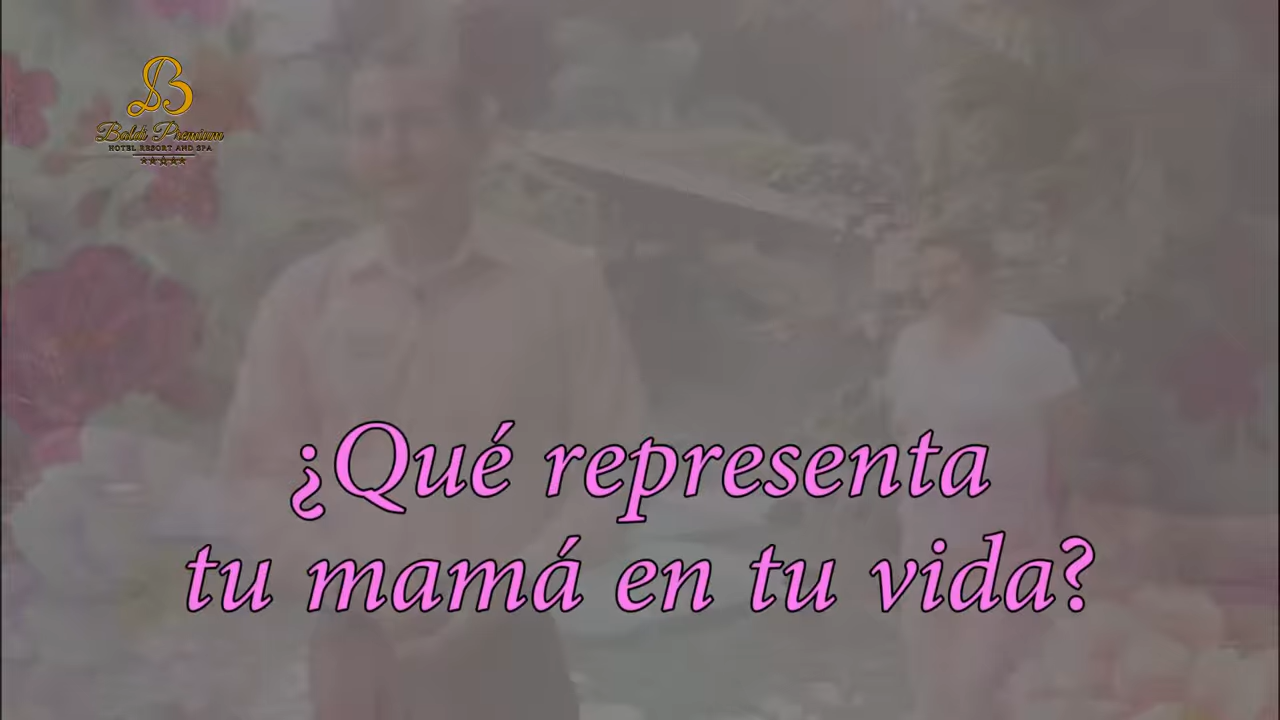 B
Baldi Premium
HOTEL RESORT AND SPA
¿Qué representa
tu mamá en tu vida?